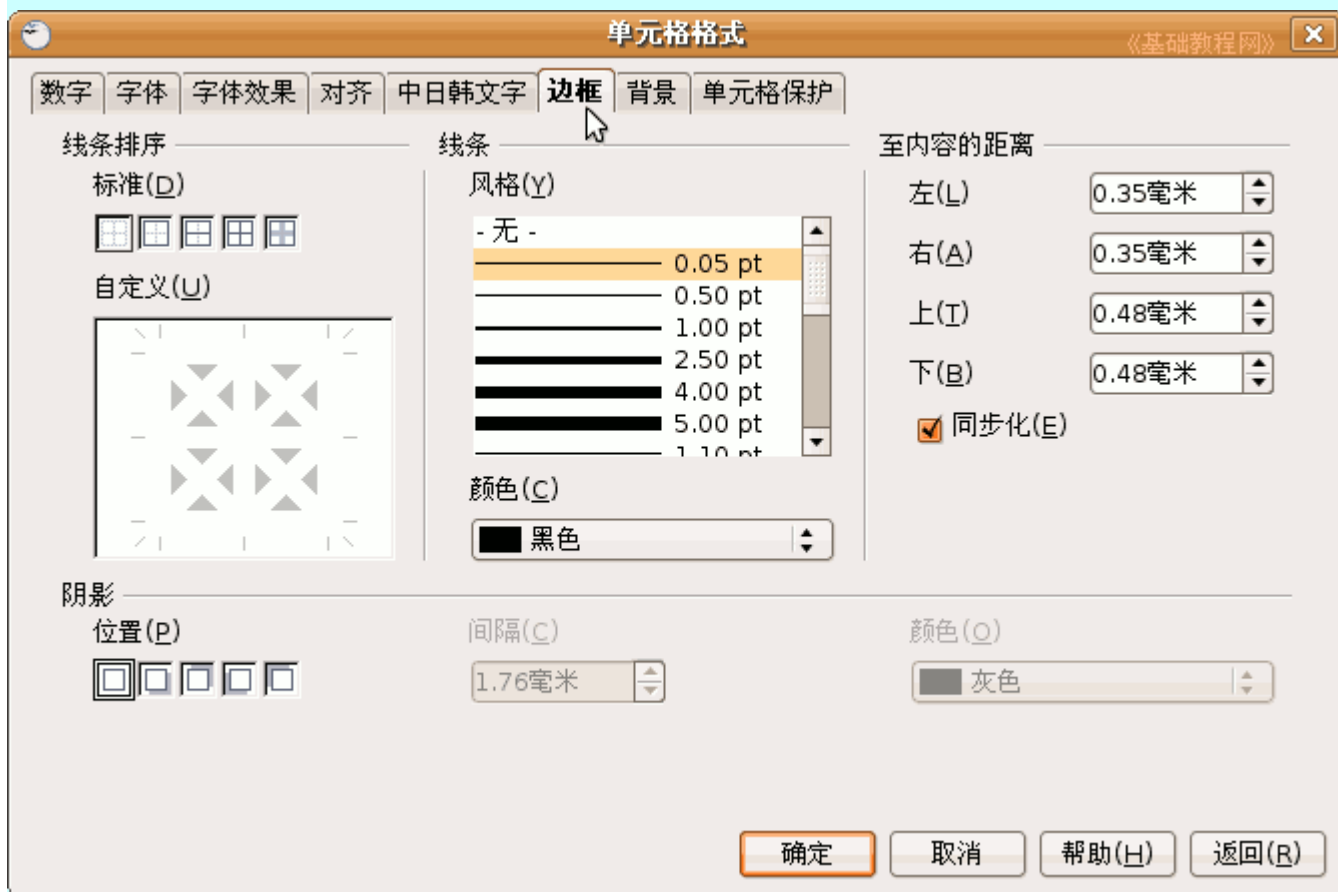 单元格格式
《基础教程网》
数字 字体 字体效果 对齐 中日韩文字 边框 背景 单元格保护
线条排序 线条 至内容的距离
标准(D) 风格(Y) 左(L) 0.35毫米
- 无 -
0.05 pt
右(A) 0.35毫米
自定义(U) 0.50 pt
1.00 pt
上(T) 0.48毫米
2.50 pt
下(B) 0.48毫米
4.00 pt
5.00 pt
同步化(E)
1.10 pt
颜色(C)
黑色
阴影
位置(P) 间隔(C) 颜色(O)
1.76毫米 灰色
确定 取消 帮助(H) 返回(R)